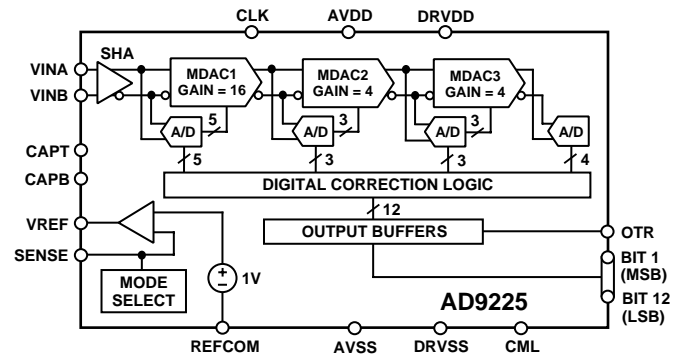 CLK
AVDD
DRVDD
SHA
VINA
VINB
MDAC1
GAIN = 16
MDAC2
GAIN = 4
MDAC3
GAIN = 4
A/D
5
A/D
3
A/D
3
A/D
5
3
3
4
CAPT
CAPB
DIGITAL CORRECTION LOGIC
12
VREF
OUTPUT BUFFERS
OTR
SENSE
MODE
SELECT
1V
BIT 1
(MSB)
AD9225
BIT 12
(LSB)
REFCOM
AVSS
DRVSS
CML